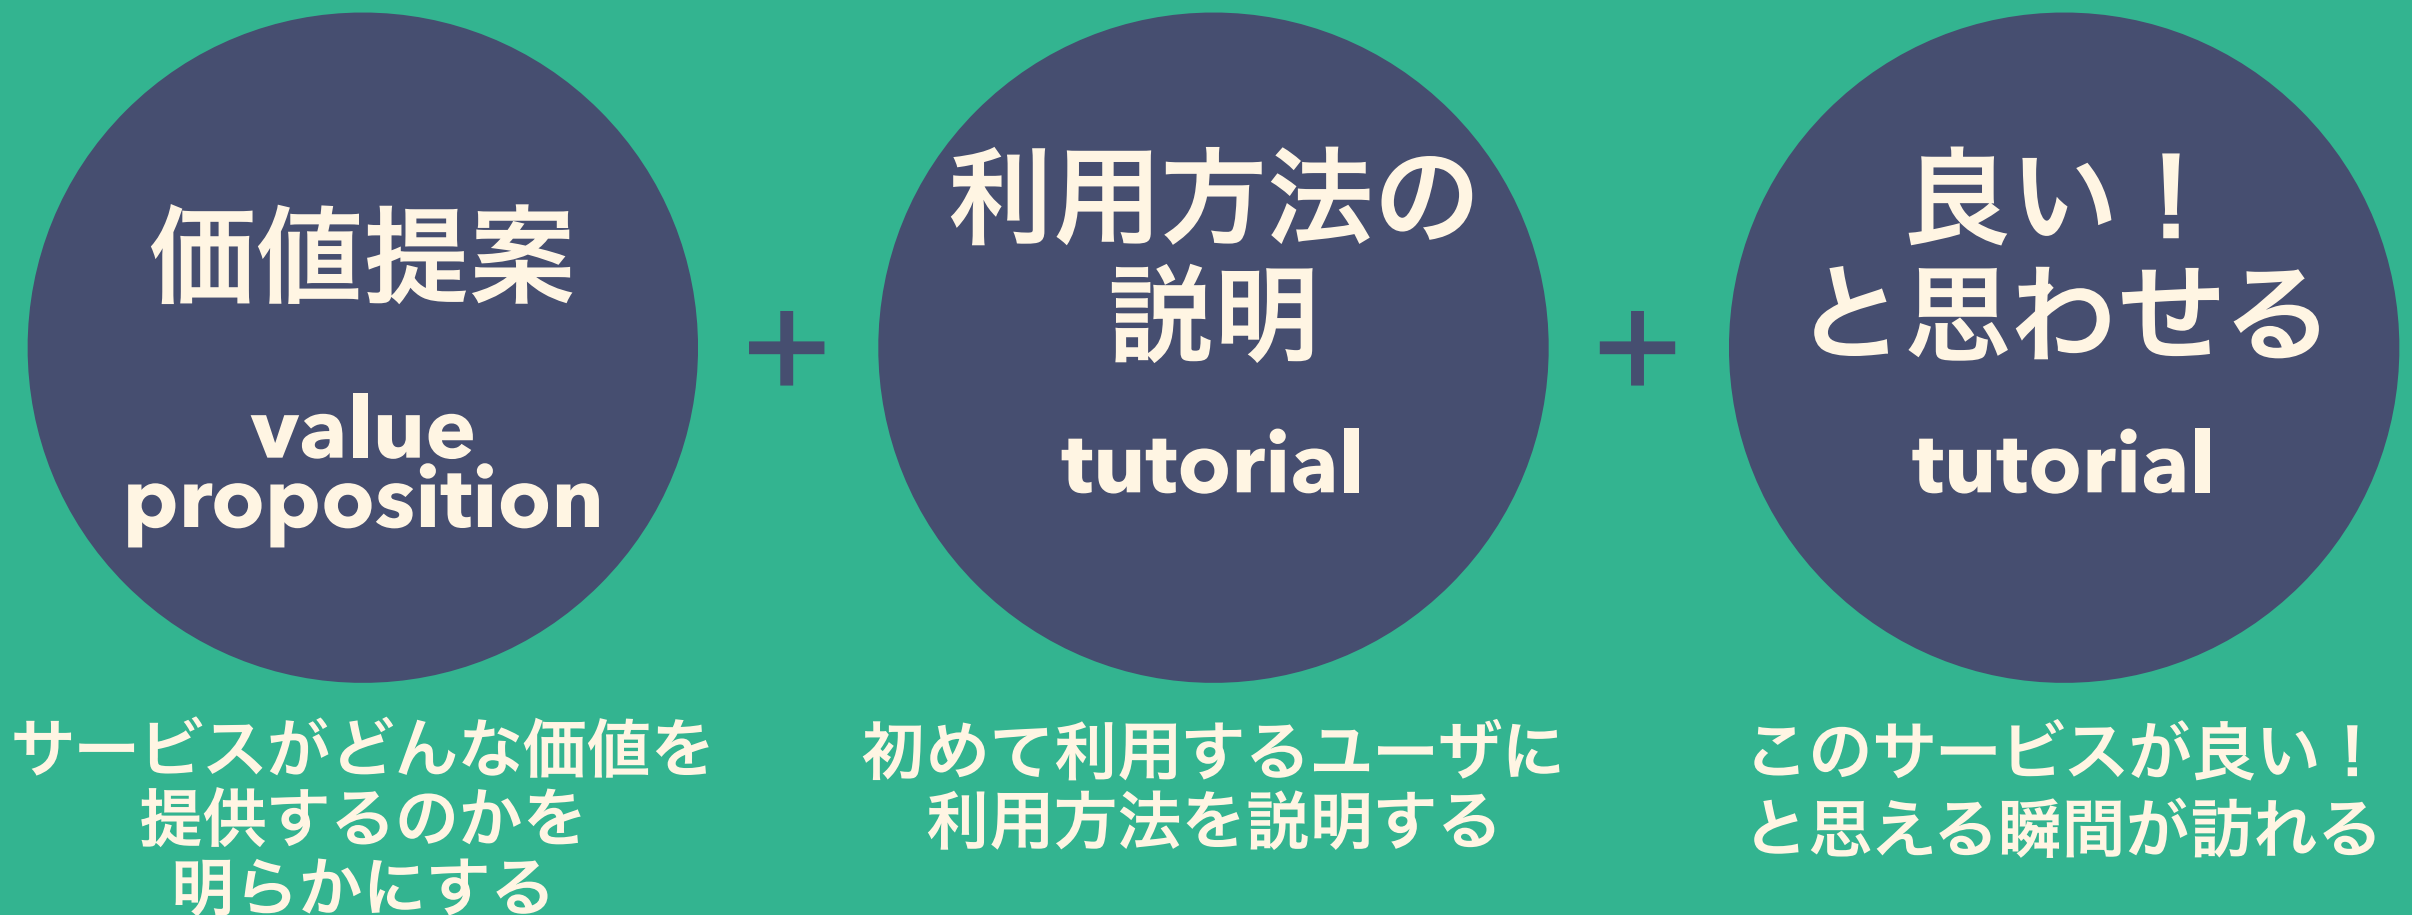 価値提案
value
proposition
サービスがどんな価値を
提供するのかを
明らかにする
+
利用方法の
説明
tutorial
初めて利用するユーザに
利用方法を説明する
+
良い！
と思わせる
tutorial
このサービスが良い！
と思える瞬間が訪れる